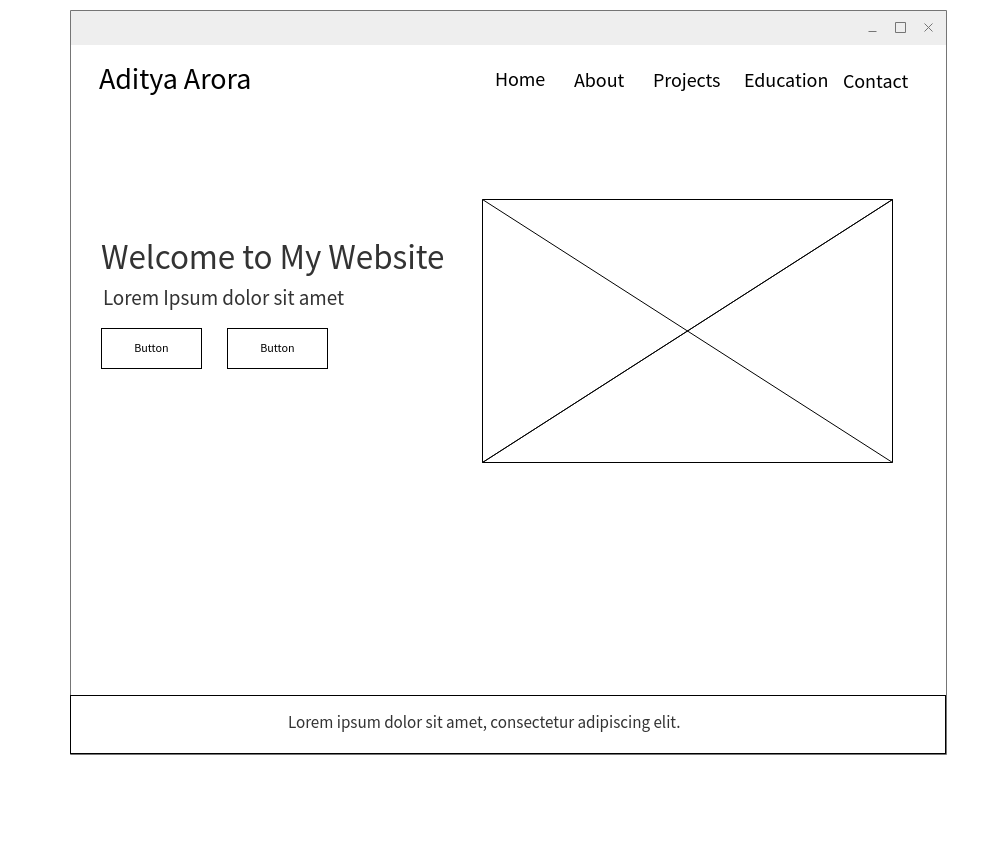 Aditya Arora
Home About Projects Education Contact
Welcome to My Website
Lorem Ipsum dolor sit amet
Button Button
Lorem ipsum dolor sit amet, consectetur adipiscing elit.